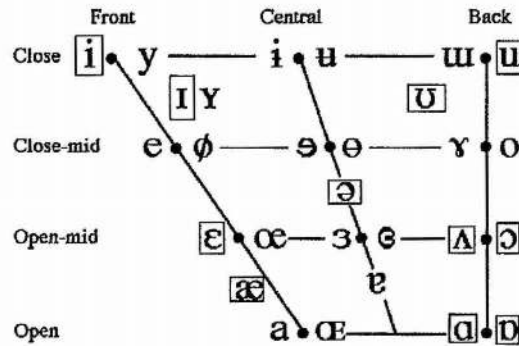 Front Central Back
Close i y ɨ ʉ ɯ u
ɪ ʏ ʊ
Close-mid e ø ɘ ɵ ɤ o
ə
Open-mid ɛ œ ɜ ɞ ʌ ɔ
æ ɐ
Open a ɶ ɑ ɒ